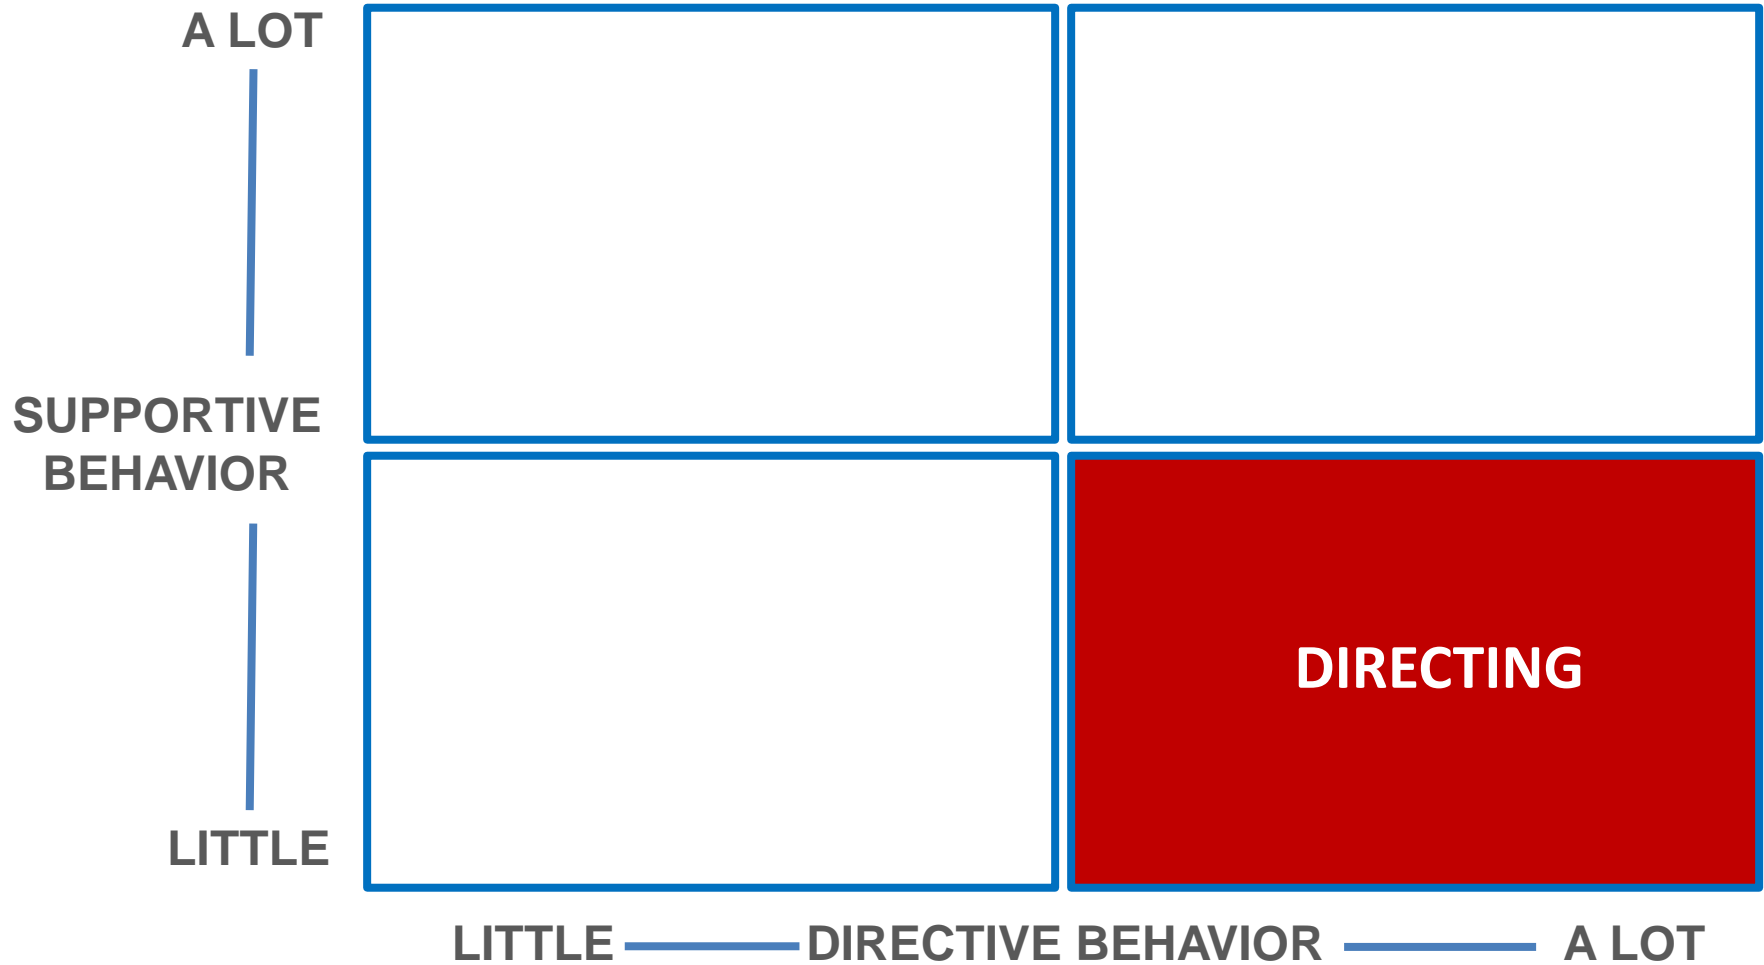 A LOT
SUPPORTIVE
BEHAVIOR
LITTLE
DIRECTING
LITTLE DIRECTIVE BEHAVIOR A LOT